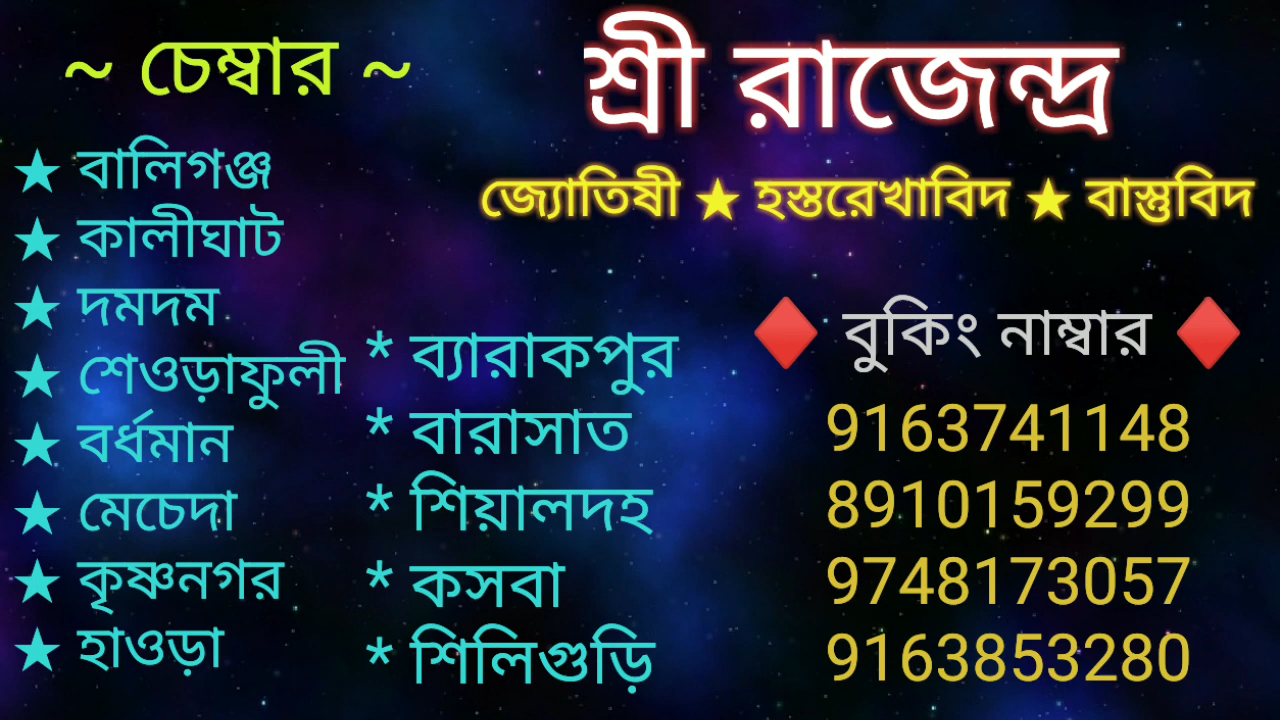 ~ চেম্বার ~
★ বালিগঞ্জ
★ কালীঘাট
★ দমদম
★ শেওড়াফুলী
★ বর্ধমান
★ মেচেদা
★ কৃষ্ণনগর
★ হাওড়া
* ব্যারাকপুর
* বারাসাত
* শিয়ালদহ
* কসবা
* শিলিগুড়ি
শ্রী রাজেন্দ্র
জ্যোতিষী ★ হস্তরেখাবিদ ★ বাস্তুবিদ
♦ বুকিং নাম্বার ♦
9163741148
8910159299
9748173057
9163853280